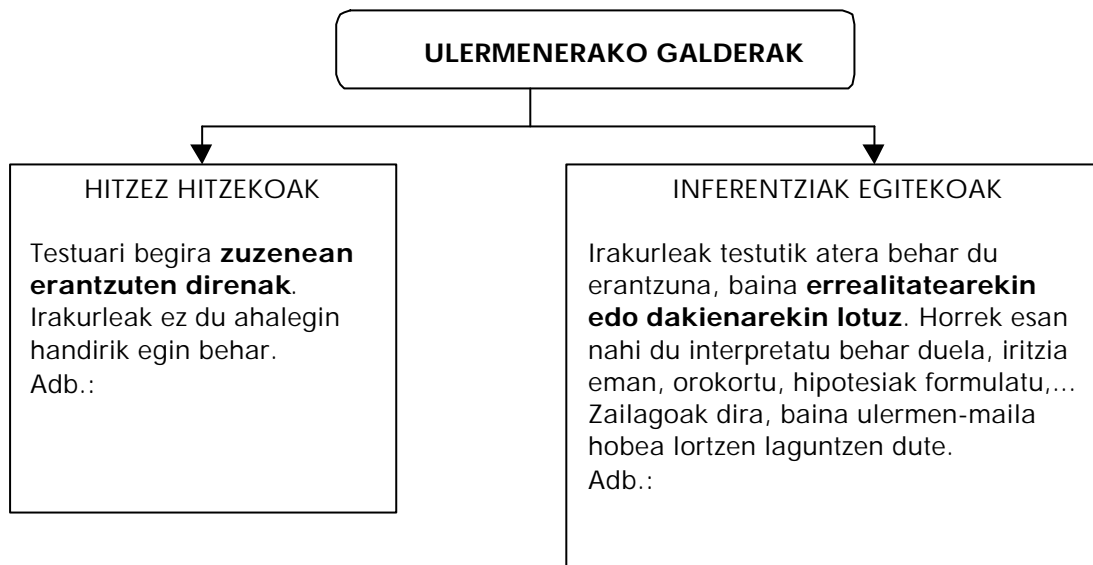 ULERMENERAKO GALDERAK
HITZEZ HITZEKOAK
Testuari begira zuzenean
erantzuten direnak.
Irakurleak ez du ahalegin
handirik egin behar.
Adb.:
INFERENTZIAK EGITEKOAK
Irakurleak testutik atera behar du
erantzuna, baina errealitatearekin
edo dakienarekin lotuz. Horrek esan
nahi du interpretatu behar duela, iritzia
eman, orokortu, hipotesiak formulatu,...
Zailagoak dira, baina ulermen-maila
hobea lortzen laguntzen dute.
Adb.: